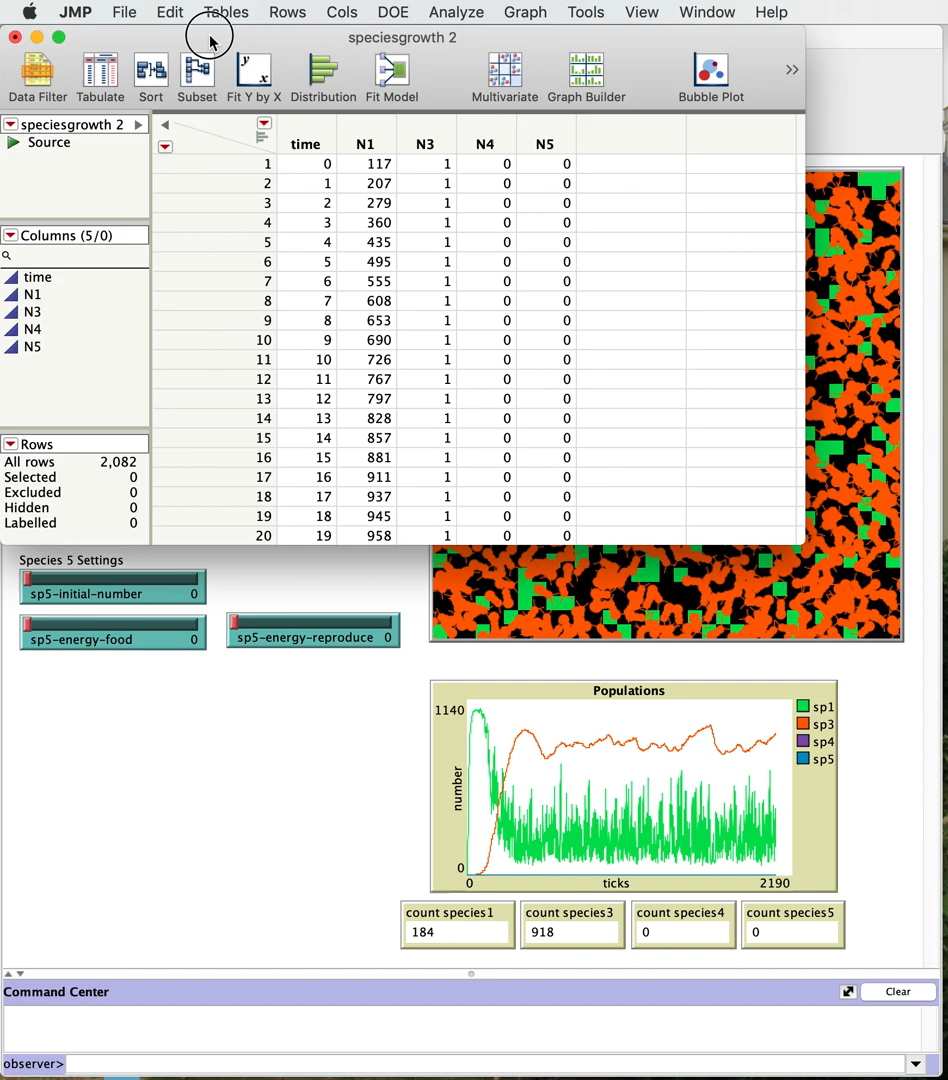 JMP File Edit Tables Rows Cols DOE Analyze Graph Tools View Window Help
speciesgrowth 2
y
x
Data Filter Tabulate Sort Subset Fit Y by X Distribution Fit Model Multivariate Graph Builder Bubble Plot
speciesgrowth 2
Source
Columns (5/0)
time
N1
N3
N4
N5
Rows
All rows 2,082
Selected 0
Excluded 0
Hidden 0
Labelled 0
time N1 N3 N4 N5
1 0 117 1 0 0
2 1 207 1 0 0
3 2 279 1 0 0
4 3 360 1 0 0
5 4 435 1 0 0
6 5 495 1 0 0
7 6 555 1 0 0
8 7 608 1 0 0
9 8 653 1 0 0
10 9 690 1 0 0
11 10 726 1 0 0
12 11 767 1 0 0
13 12 797 1 0 0
14 13 828 1 0 0
15 14 857 1 0 0
16 15 881 1 0 0
17 16 911 1 0 0
18 17 937 1 0 0
19 18 945 1 0 0
20 19 958 1 0 0
Species 5 Settings
sp5-initial-number 0
sp5-energy-food 0
sp5-energy-reproduce 0
Populations
1140
number
0
0 ticks 2190
sp1
sp3
sp4
sp5
count species1
184
count species3
918
count species4
0
count species5
0
Command Center
Clear
observer>